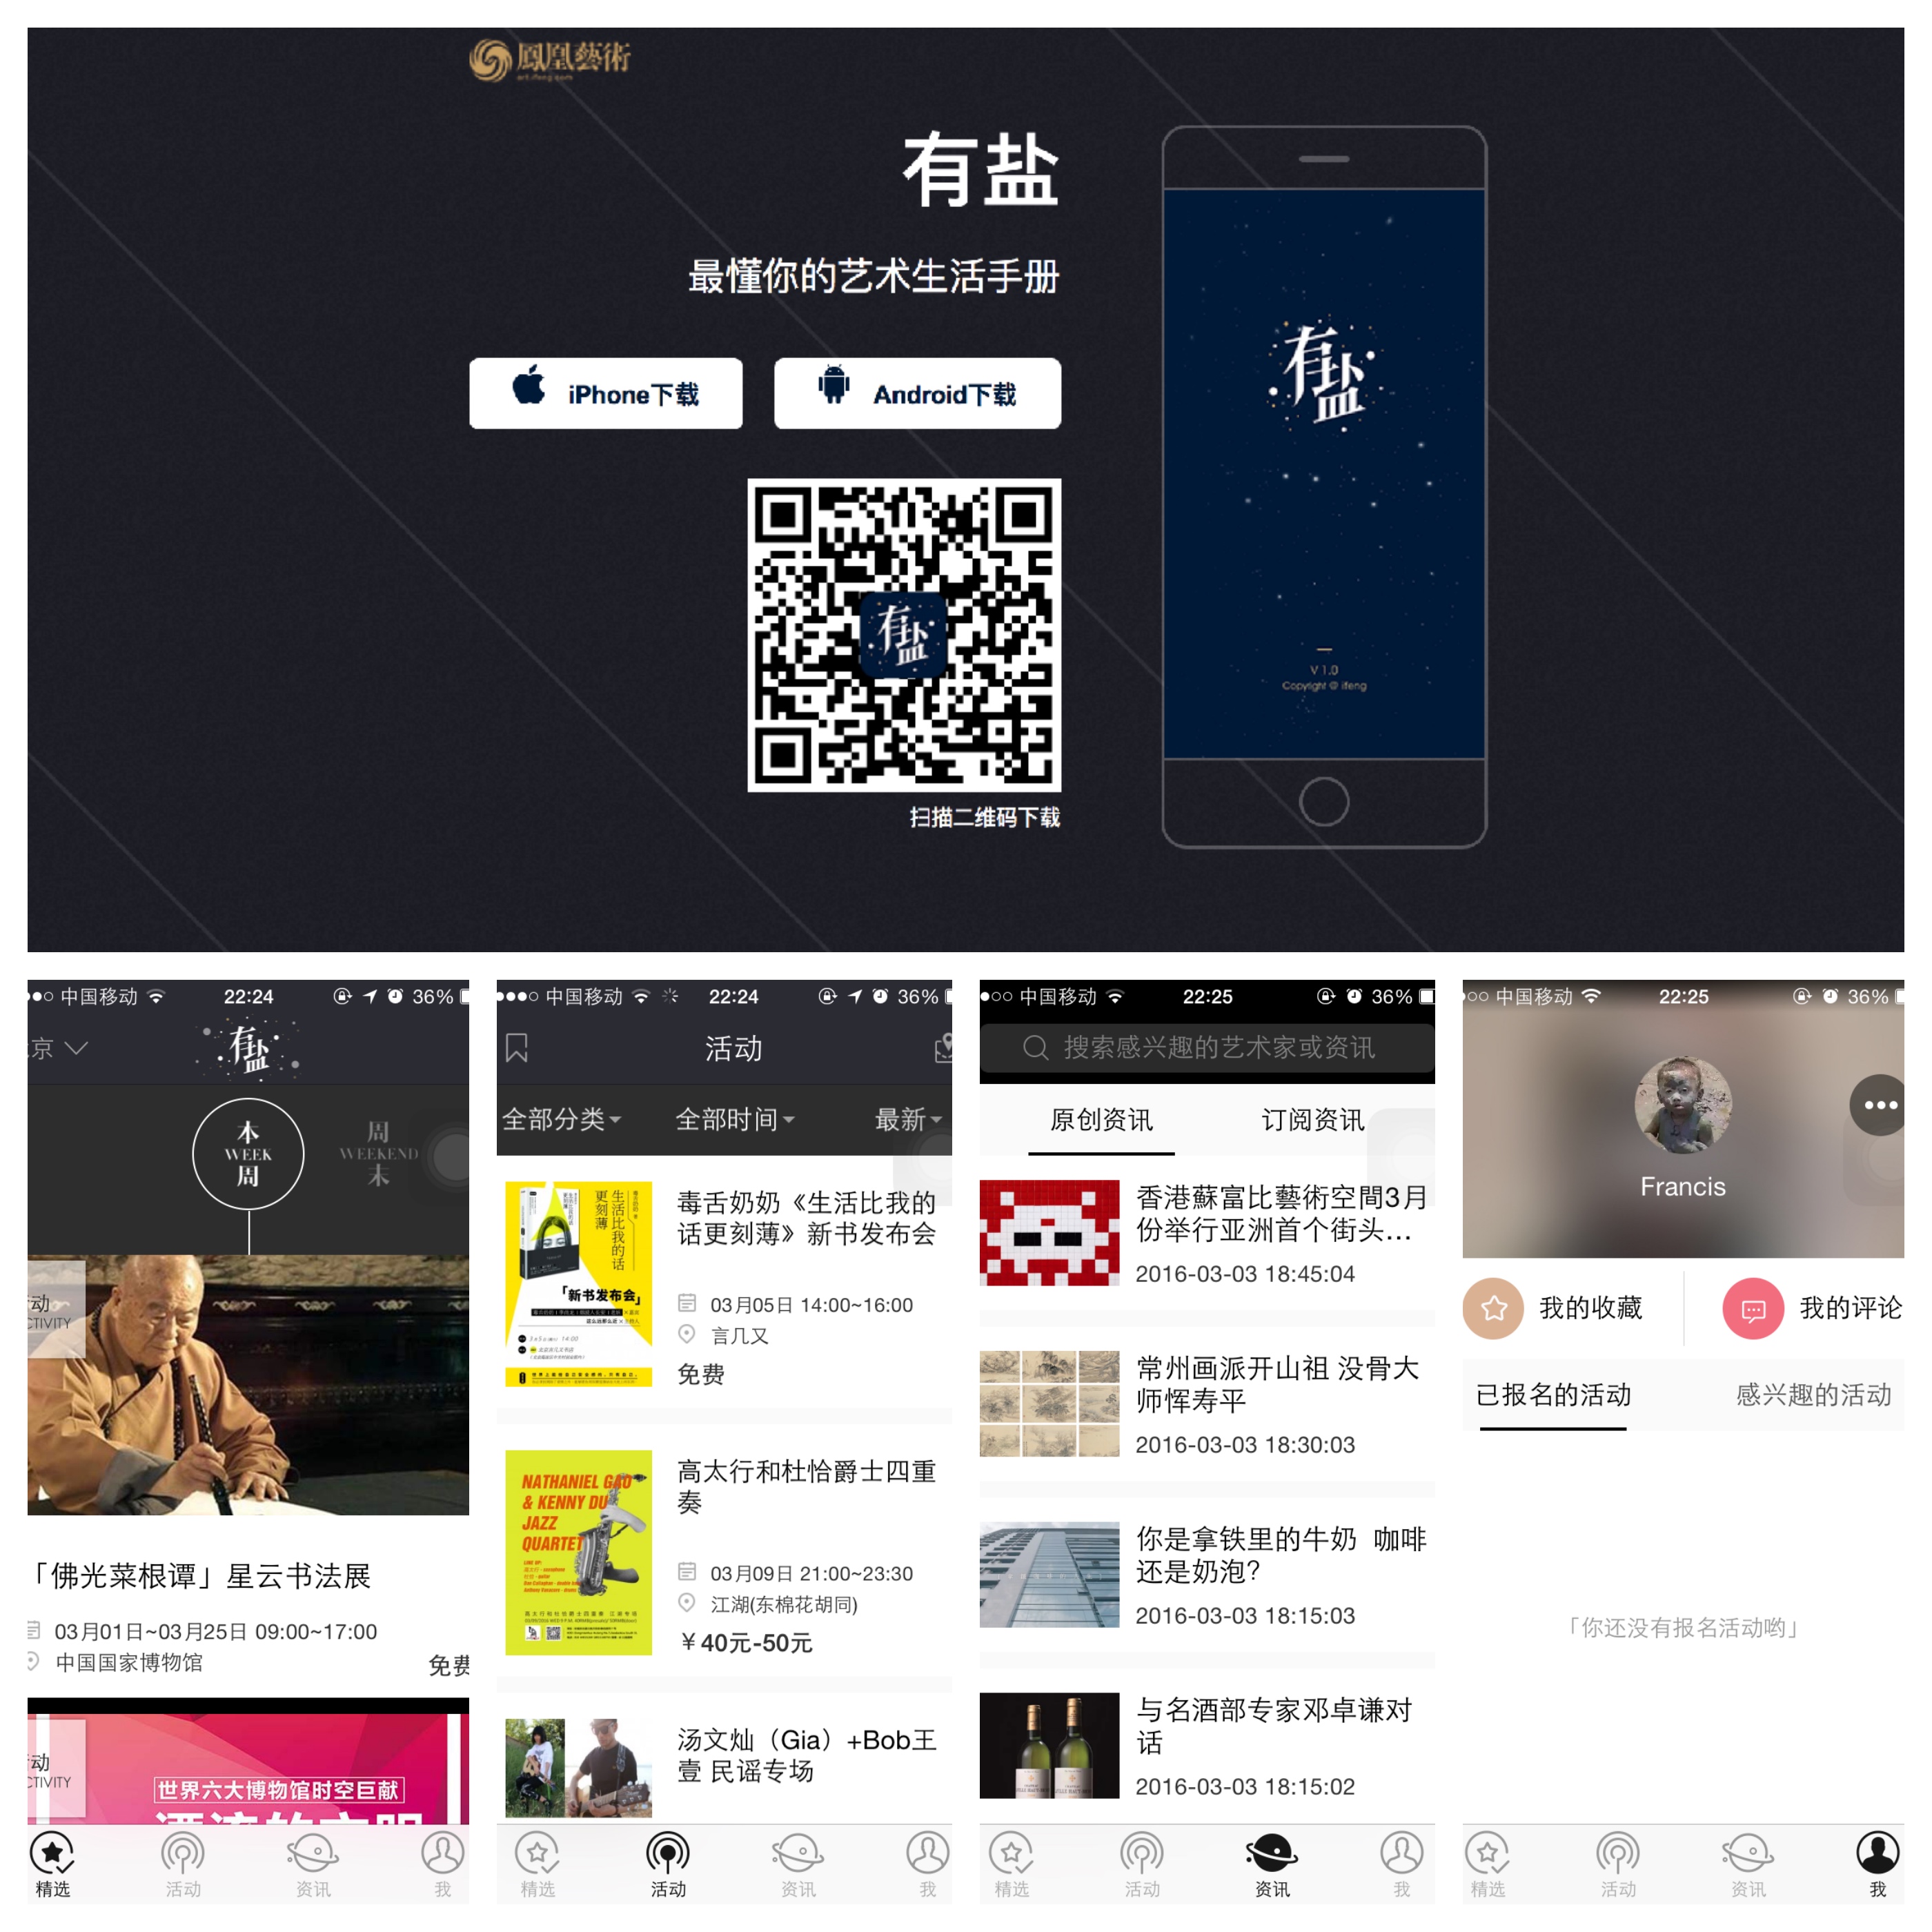 鳳凰藝術
art.ifeng.com
有盐
最懂你的艺术生活手册
iPhone下载
Android下载
有盐
扫描二维码下载
有盐
V 1.0
Copyright @ ifeng
中国移动 22:24 36%
京
有盐
本
WEEK
周
周
WEEKEND
末
动
CTIVITY
「佛光菜根谭」星云书法展
03月01日~03月25日 09:00~17:00
中国国家博物馆
免费
动
CTIVITY
世界六大博物馆时空巨献
精选
活动
资讯
我
中国移动 22:24 36%
活动
全部分类 全部时间 最新
生活比我的话
更刻薄
「新书发布会」
毒舌奶奶《生活比我的
话更刻薄》新书发布会
03月05日 14:00~16:00
言几又
免费
NATHANIEL GAO
& KENNY DU
JAZZ
QUARTET
LINE UP:
高太行和杜恰爵士四重
奏
03月09日 21:00~23:30
江湖(东棉花胡同)
￥40元-50元
汤文灿（Gia）+Bob王
壹 民谣专场
精选
活动
资讯
我
中国移动 22:25 36%
搜索感兴趣的艺术家或资讯
原创资讯 订阅资讯
香港蘇富比藝術空間3月
份举行亚洲首个街头...
2016-03-03 18:45:04
常州画派开山祖 没骨大
师恽寿平
2016-03-03 18:30:03
你是拿铁里的牛奶 咖啡
还是奶泡?
2016-03-03 18:15:03
与名酒部专家邓卓谦对
话
2016-03-03 18:15:02
精选
活动
资讯
我
中国移动 22:25 36%
Francis
我的收藏 我的评论
已报名的活动 感兴趣的活动
「你还没有报名活动哟」
精选
活动
资讯
我